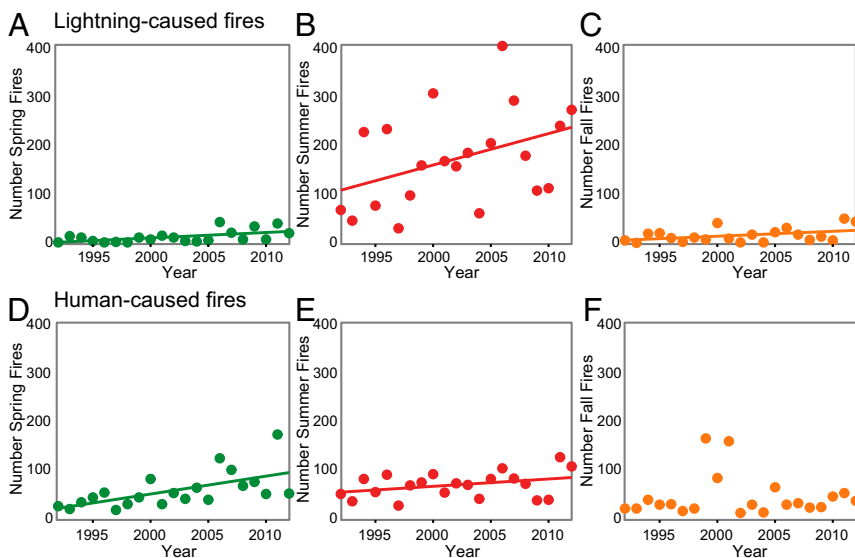 A Lightning-caused fires
B
C
Number Spring Fires
400
300
200
100
0
1995 2000 2005 2010
Year
Number Summer Fires
400
300
200
100
0
1995 2000 2005 2010
Year
Number Fall Fires
400
300
200
100
0
1995 2000 2005 2010
Year
D Human-caused fires
E
F
Number Spring Fires
400
300
200
100
0
1995 2000 2005 2010
Year
Number Summer Fires
400
300
200
100
0
1995 2000 2005 2010
Year
Number Fall Fires
400
300
200
100
0
1995 2000 2005 2010
Year